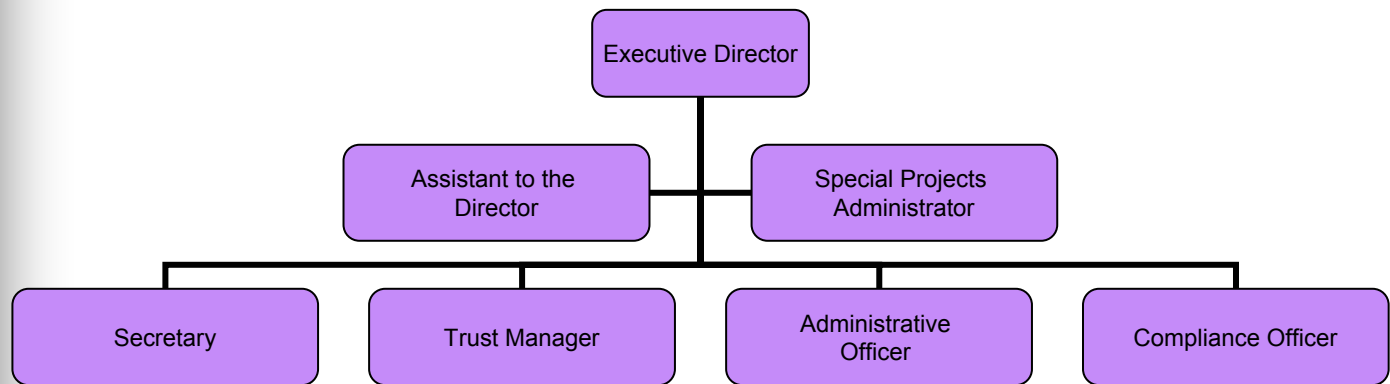 Executive Director
Assistant to the
Director
Special Projects
Administrator
Secretary
Trust Manager
Administrative
Officer
Compliance Officer